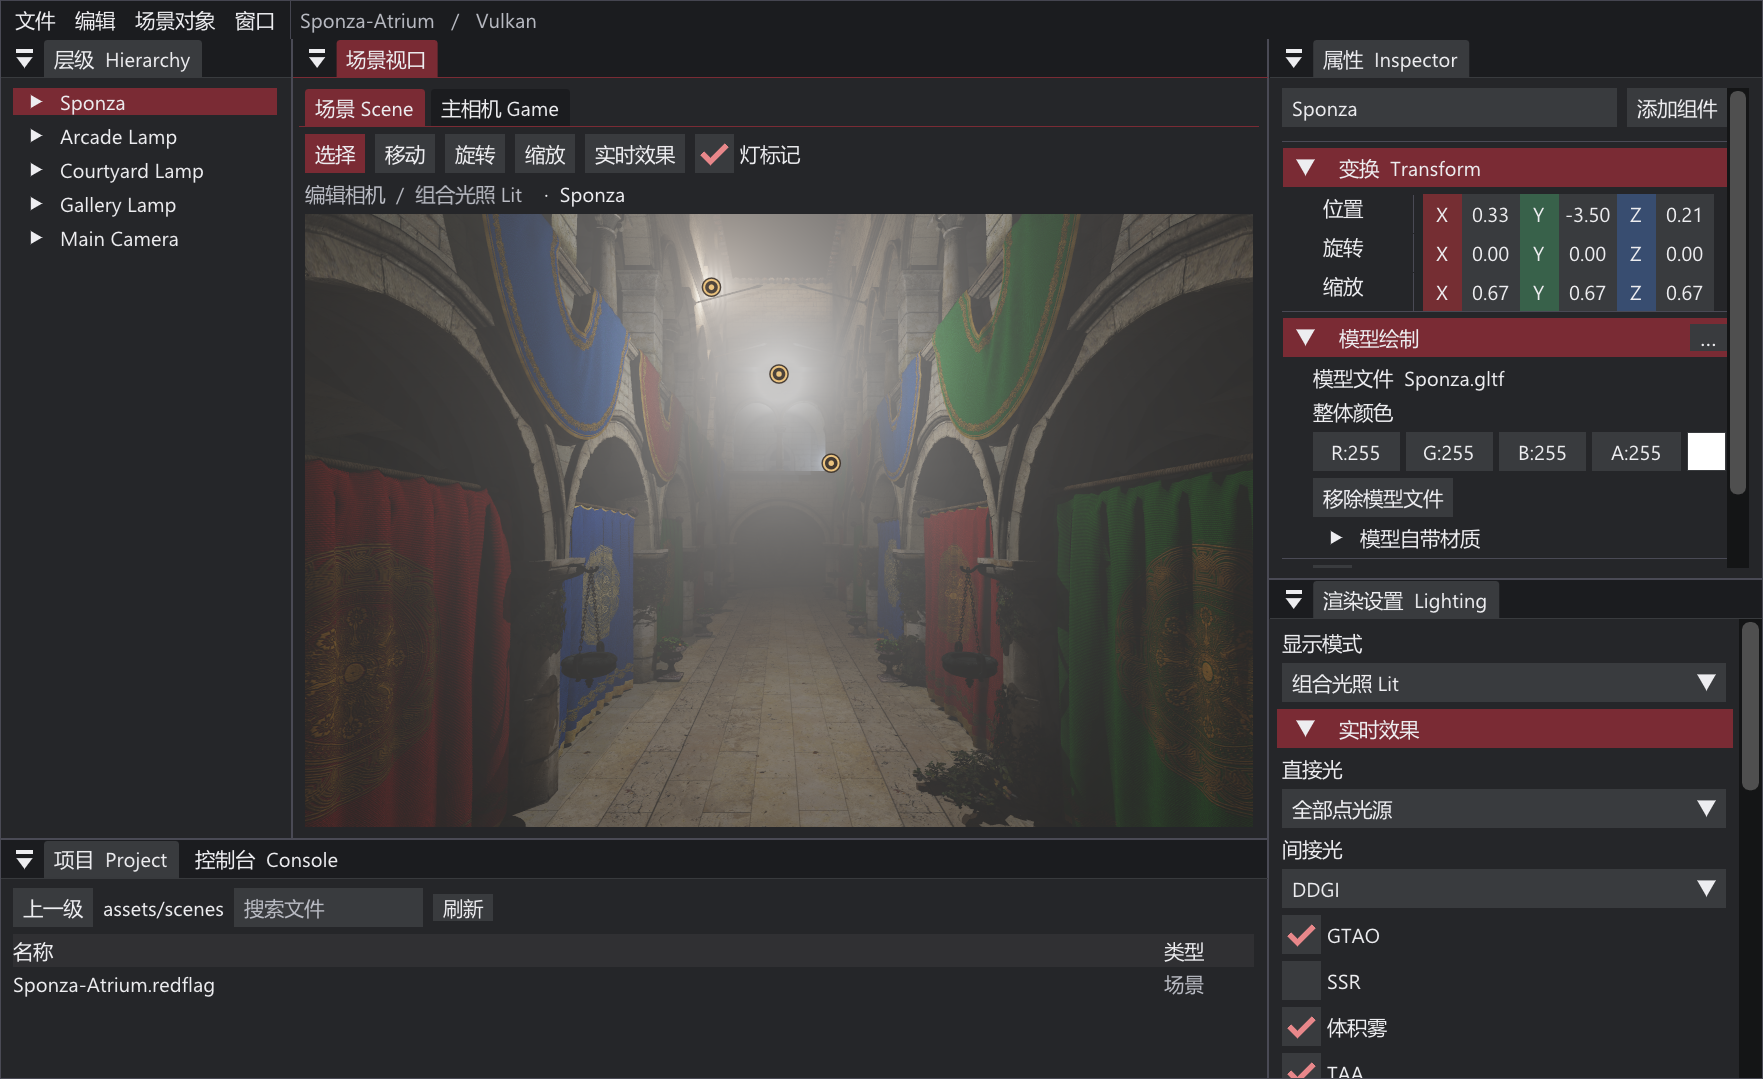 文件 编辑 场景对象 窗口 Sponza-Atrium / Vulkan
层级 Hierarchy
Sponza
Arcade Lamp
Courtyard Lamp
Gallery Lamp
Main Camera
场景视口
场景 Scene 主相机 Game
选择 移动 旋转 缩放 实时效果 灯标记
编辑相机 / 组合光照 Lit · Sponza
属性 Inspector
Sponza 添加组件
变换 Transform
位置 X 0.33 Y -3.50 Z 0.21
旋转 X 0.00 Y 0.00 Z 0.00
缩放 X 0.67 Y 0.67 Z 0.67
模型绘制 ...
模型文件 Sponza.gltf
整体颜色
R:255 G:255 B:255 A:255
移除模型文件
模型自带材质
渲染设置 Lighting
显示模式
组合光照 Lit
实时效果
直接光
全部点光源
间接光
DDGI
GTAO
SSR
体积雾
TAA
项目 Project 控制台 Console
上一级 assets/scenes 搜索文件 刷新
名称 类型
Sponza-Atrium.redflag 场景